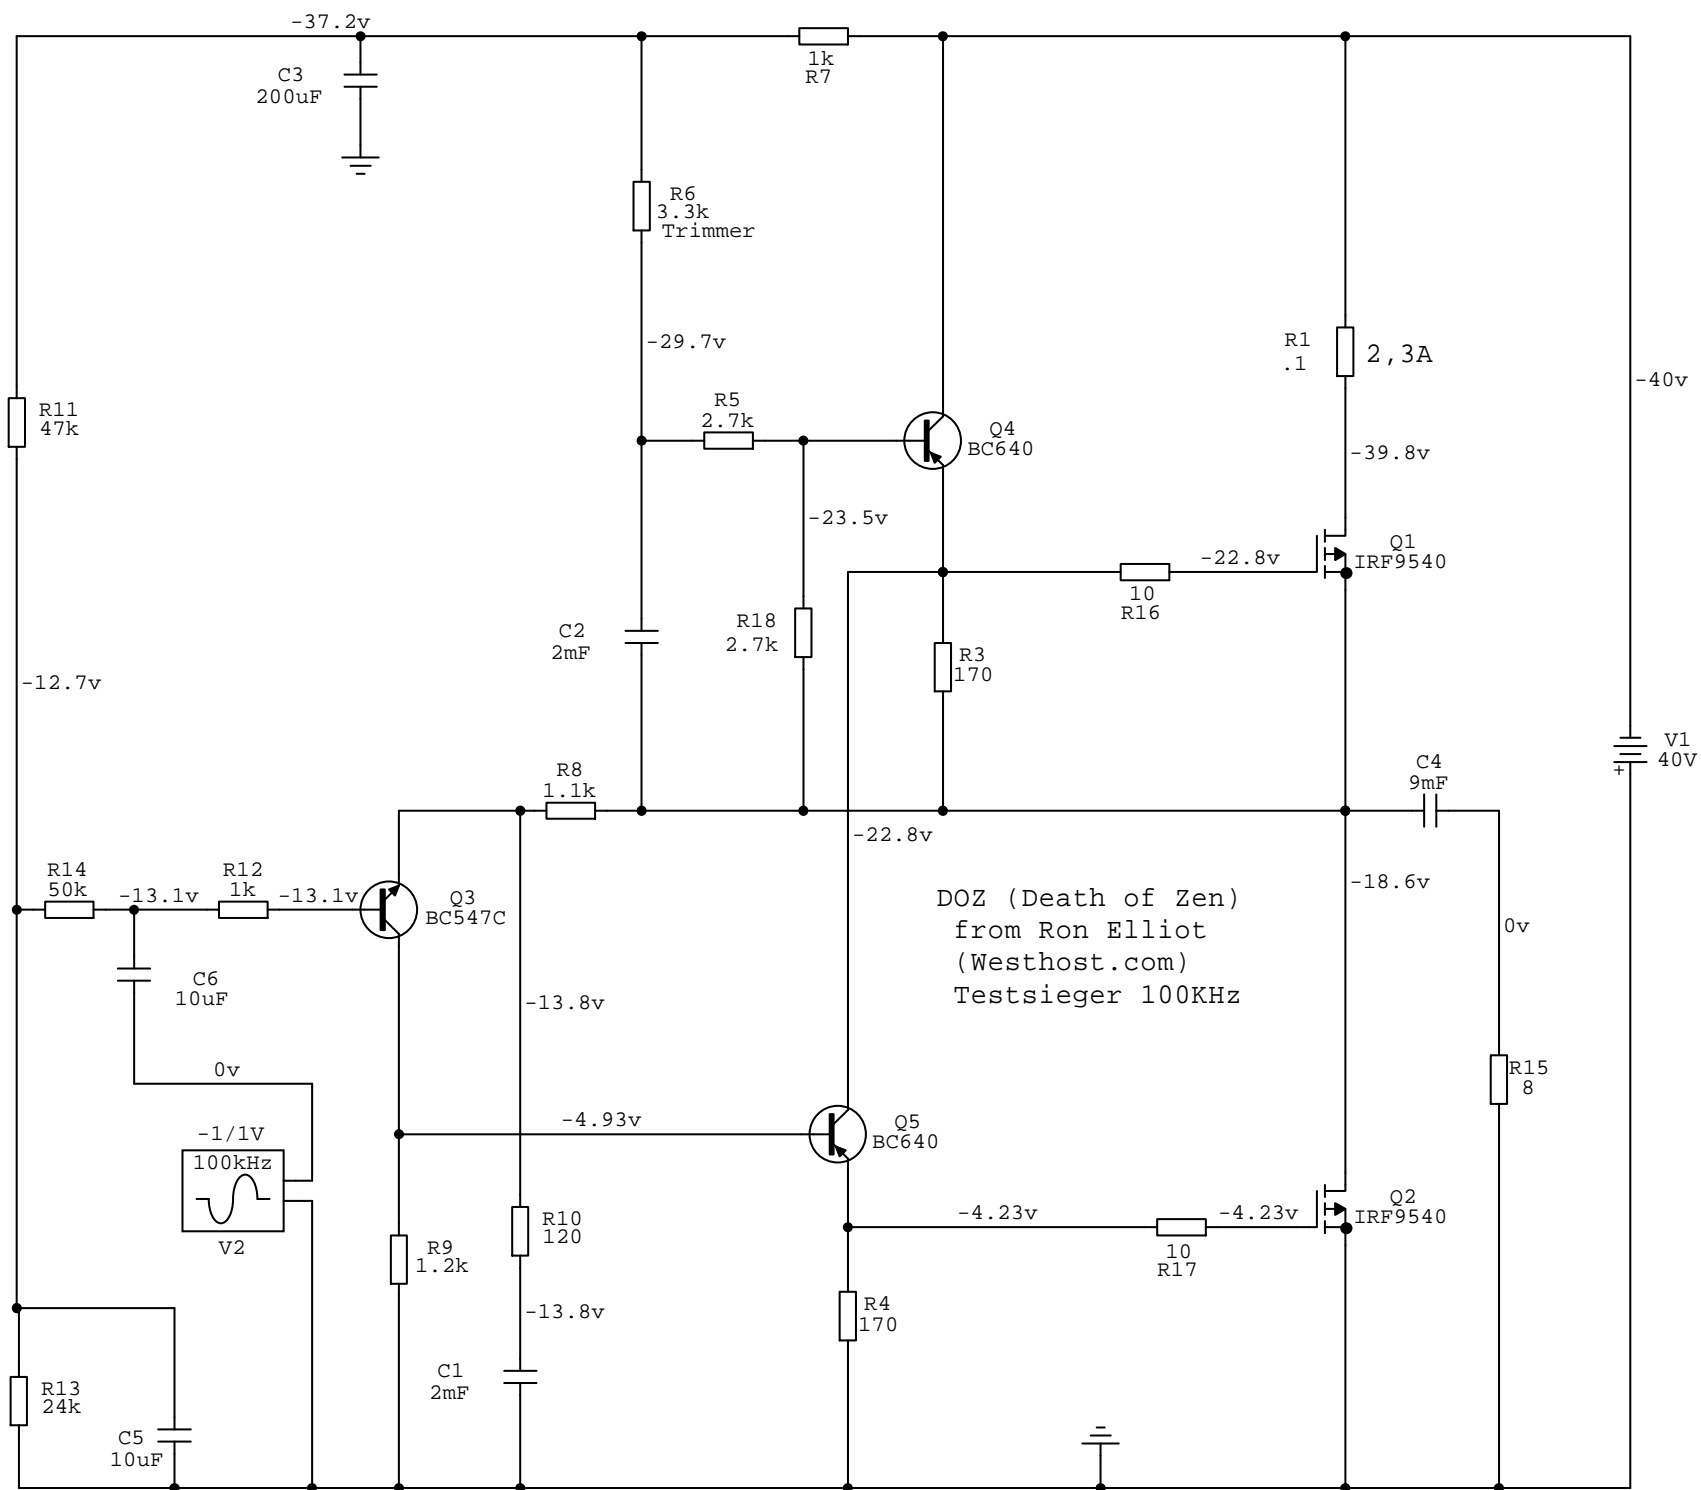 -37.2v
1k
R7
C3
200uF
R6
3.3k
Trimmer
-29.7v
R1
.1
2,3A
-40v
R11
47k
R5
2.7k
Q4
BC640
-39.8v
-23.5v
Q1
IRF9540
-22.8v
10
R16
C2
2mF
R18
2.7k
R3
170
-12.7v
V1
40V
+
C4
9mF
R8
1.1k
-22.8v
R14
50k
-13.1v
R12
1k
-13.1v
Q3
BC547C
-18.6v
DOZ (Death of Zen)
from Ron Elliot
(Westhost.com)
Testsieger 100KHz
0v
C6
10uF
-13.8v
0v
R15
8
-4.93v
Q5
BC640
-1/1V
100kHz
V2
-4.23v
-4.23v
Q2
IRF9540
10
R17
R10
120
R9
1.2k
-13.8v
R4
170
C1
2mF
R13
24k
C5
10uF